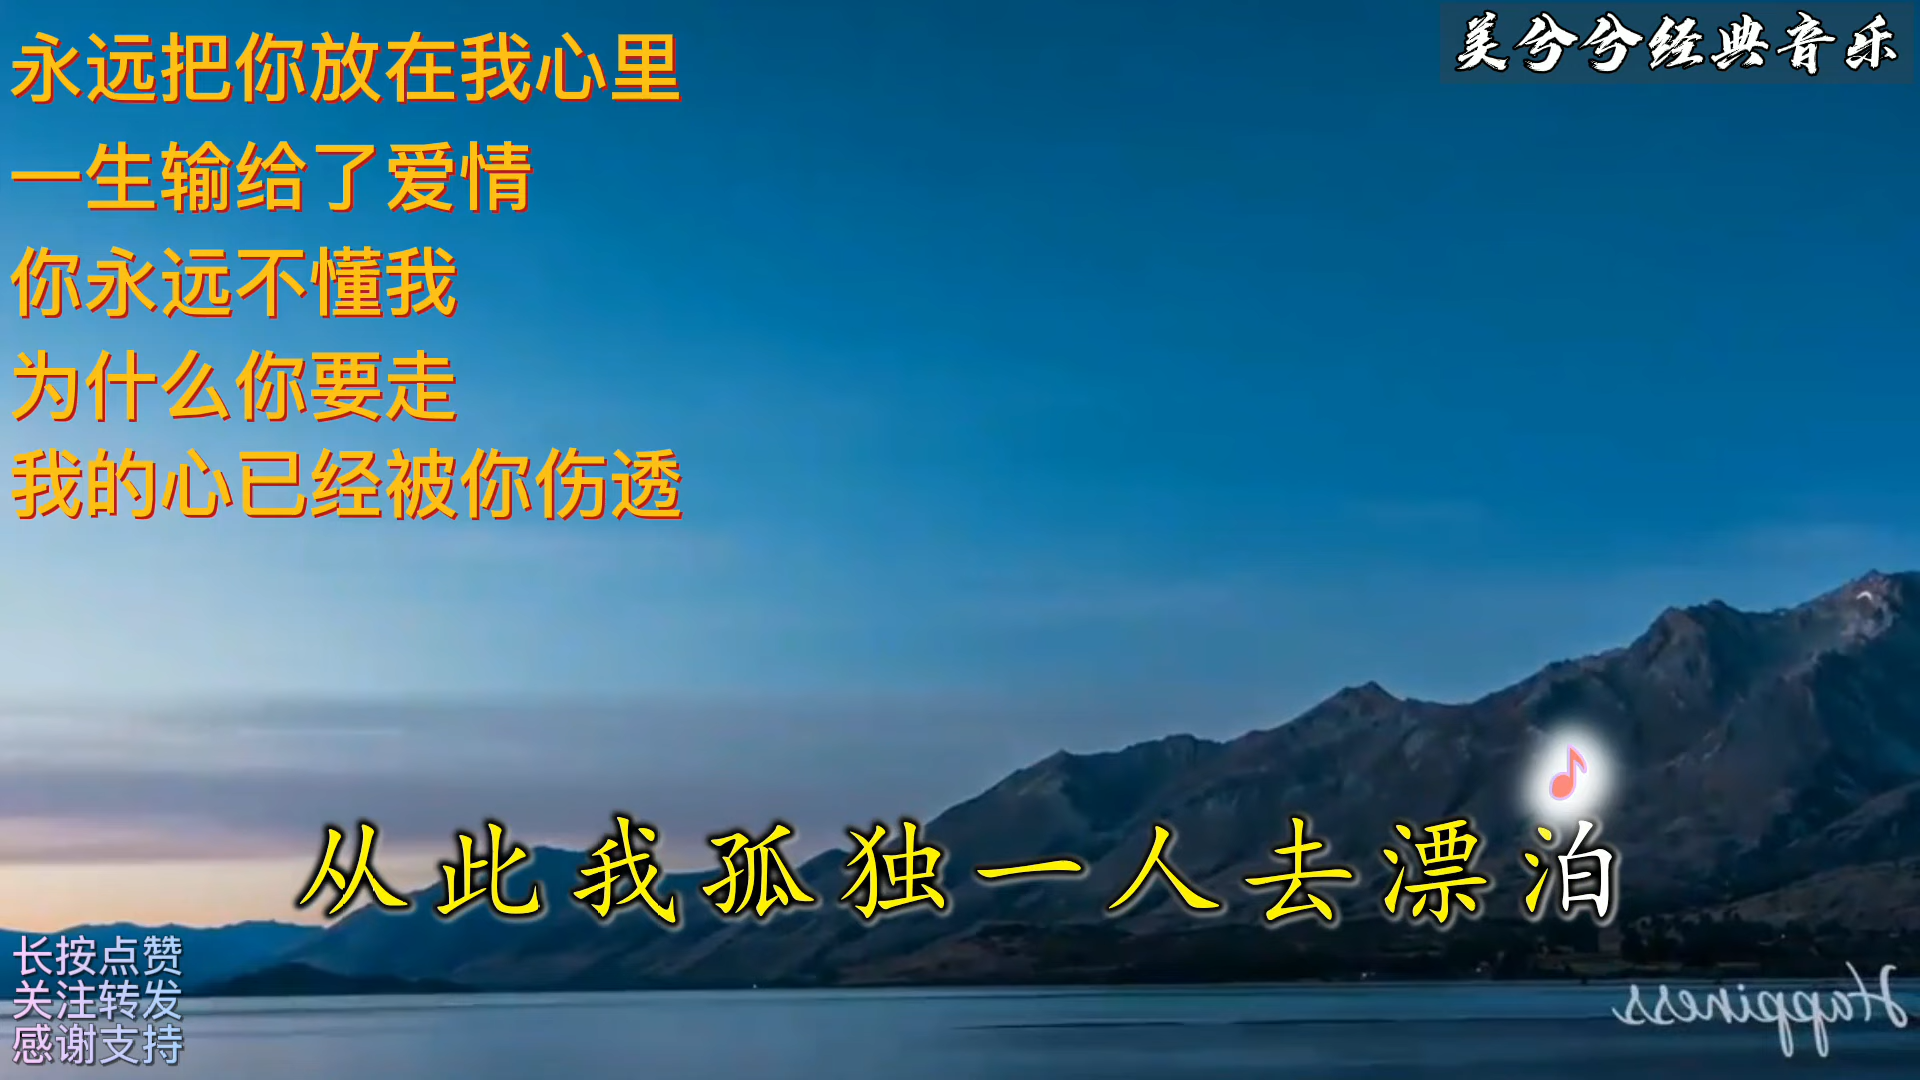 永远把你放在我心里
一生输给了爱情
你永远不懂我
为什么你要走
我的心已经被你伤透
美兮兮经典音乐
从此我孤独一人去漂泊
长按点赞
关注转发
感谢支持
Happiness